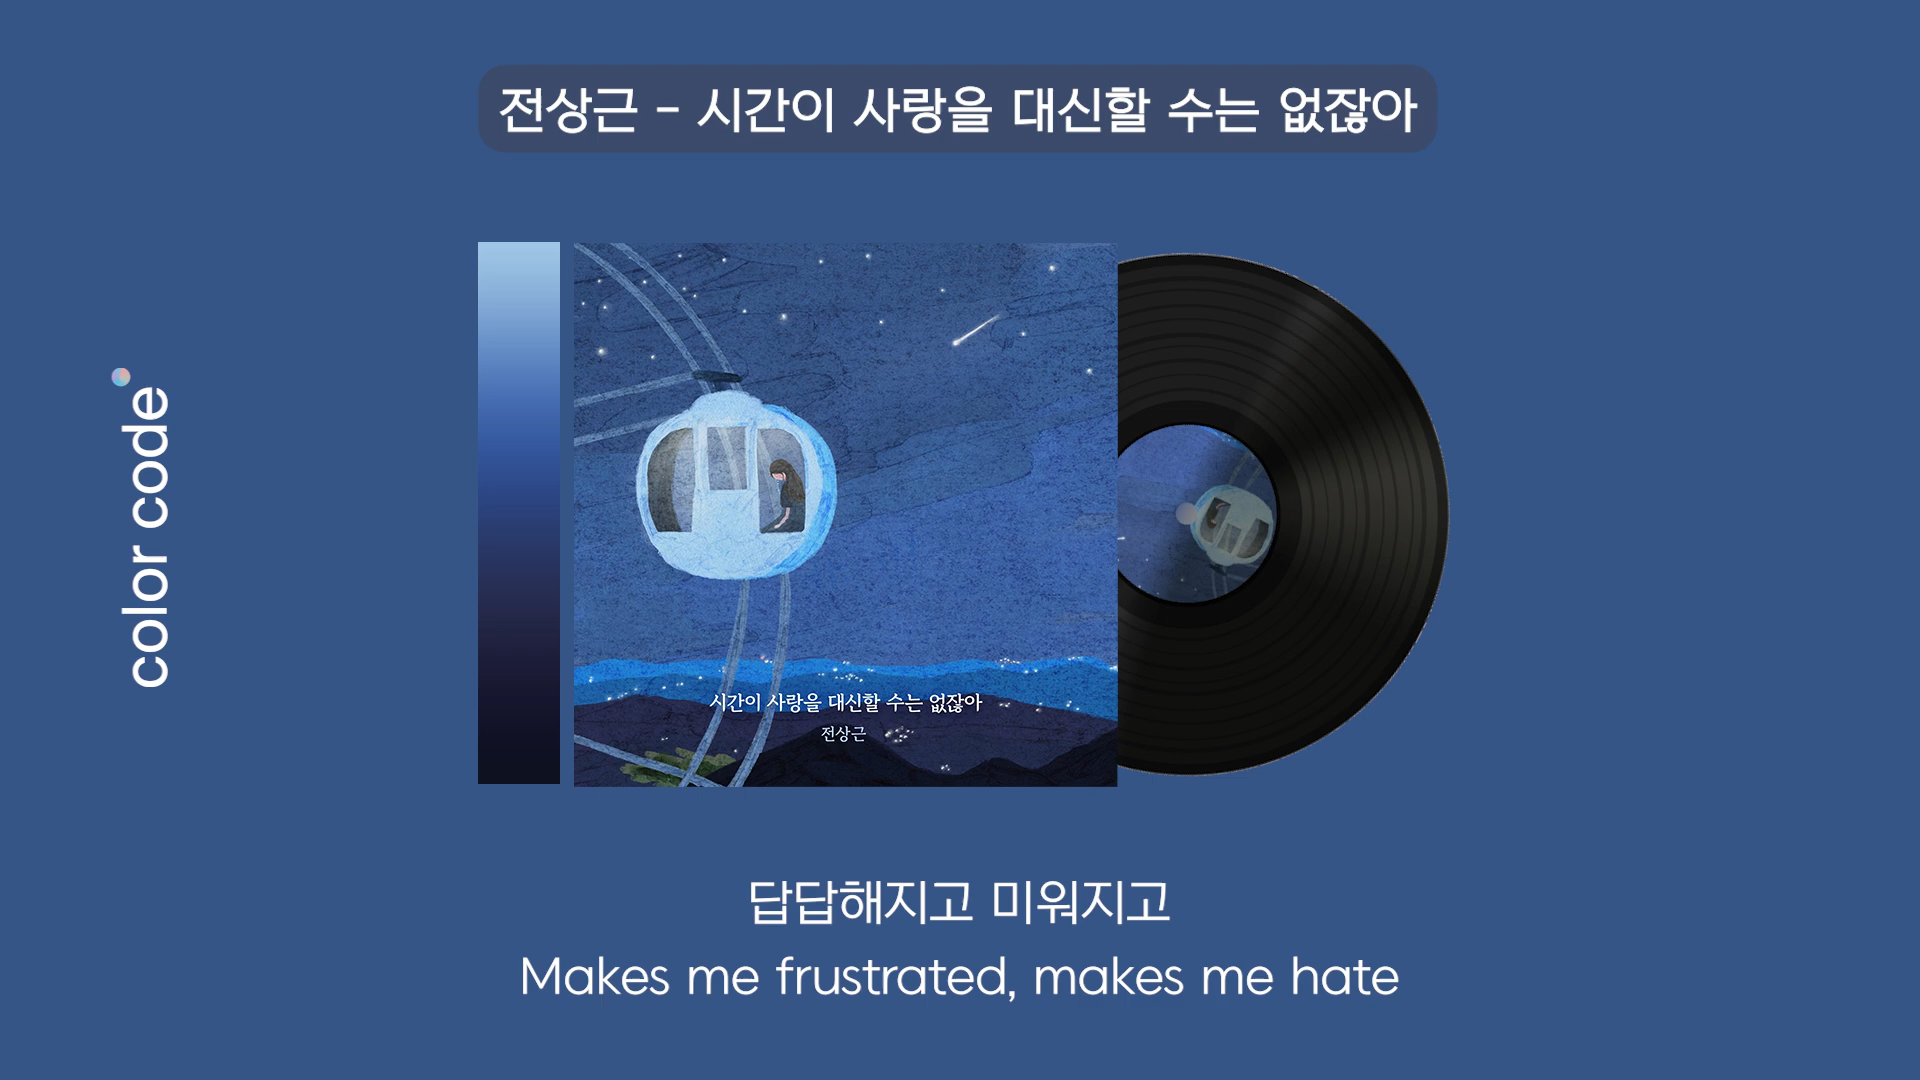 전상근 - 시간이 사랑을 대신할 수는 없잖아
color code
시간이 사랑을 대신할 수는 없잖아
전상근
답답해지고 미워지고
Makes me frustrated, makes me hate